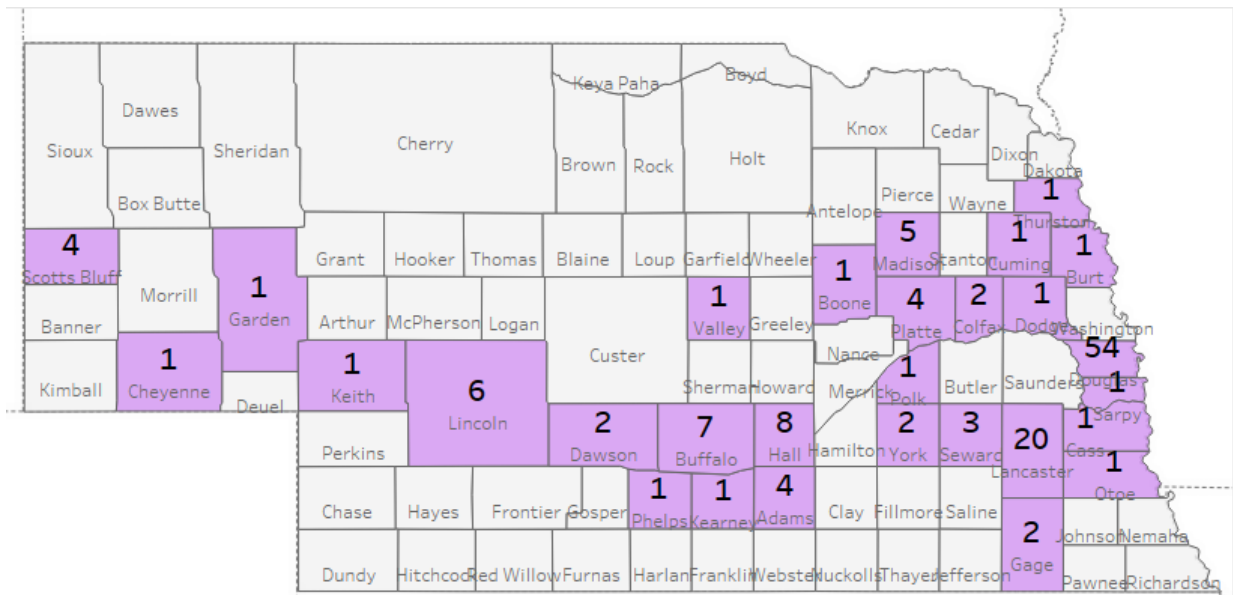 Keya Paha
Boyd
Dawes
Sioux
Sheridan
Cherry
Brown
Rock
Holt
Knox
Cedar
Dixon
Dakota
Box Butte
Antelope
Pierce
Wayne
1
Thurston
4
Scotts Bluff
1
Garden
Morrill
Grant
Hooker
Thomas
Blaine
Loup
Garfield
Wheeler
1
Boone
5
Madison
Stanton
1
Cuming
1
Burt
Banner
Arthur
McPherson
Logan
Custer
1
Valley
Greeley
4
Platte
2
Colfax
1
Dodge
Washington
Kimball
1
Cheyenne
Deuel
1
Keith
6
Lincoln
Sherman
Howard
Nance
Merrick
1
Polk
Butler
Saunders
54
Douglas
1
Sarpy
Perkins
2
Dawson
7
Buffalo
8
Hall
Hamilton
2
York
3
Seward
20
Lancaster
1
Cass
1
Otoe
Chase
Hayes
Frontier
Gosper
1
Phelps
1
Kearney
4
Adams
Clay
Fillmore
Saline
2
Gage
Johnson
Nemaha
Dundy
Hitchcock
Red Willow
Furnas
Harlan
Franklin
Webster
Nuckolls
Thayer
Jefferson
Pawnee
Richardson